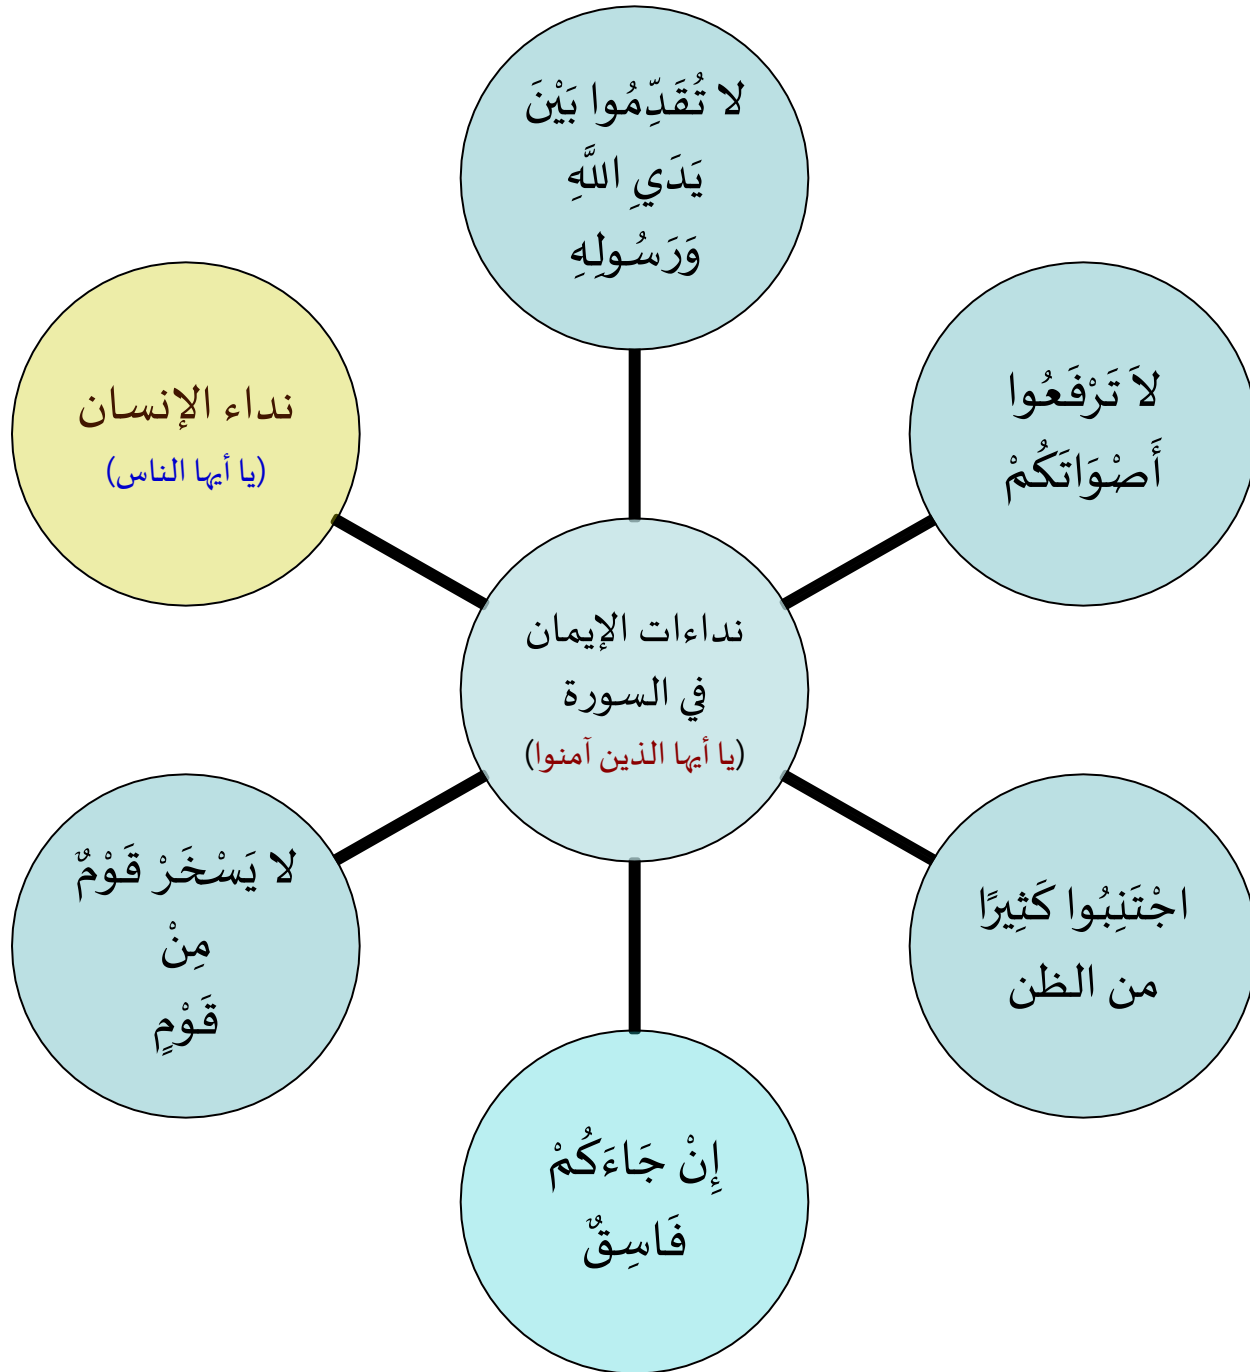 لا تُقَدِّمُوا بَيْنَ
يَدَيِ اللَّهِ
وَرَسُولِهِ
لاَ تَرْفَعُوا
أَصْوَاتَكُمْ
نداء الإنسان
(يا أيها الناس)
نداءات الإيمان
في السورة
(يا أيها الذين آمنوا)
اجْتَنِبُوا كَثِيرًا
من الظن
لا يَسْخَرْ قَوْمٌ
مِنْ
قَوْمٍ
إِنْ جَاءَكُمْ
فَاسِقٌ